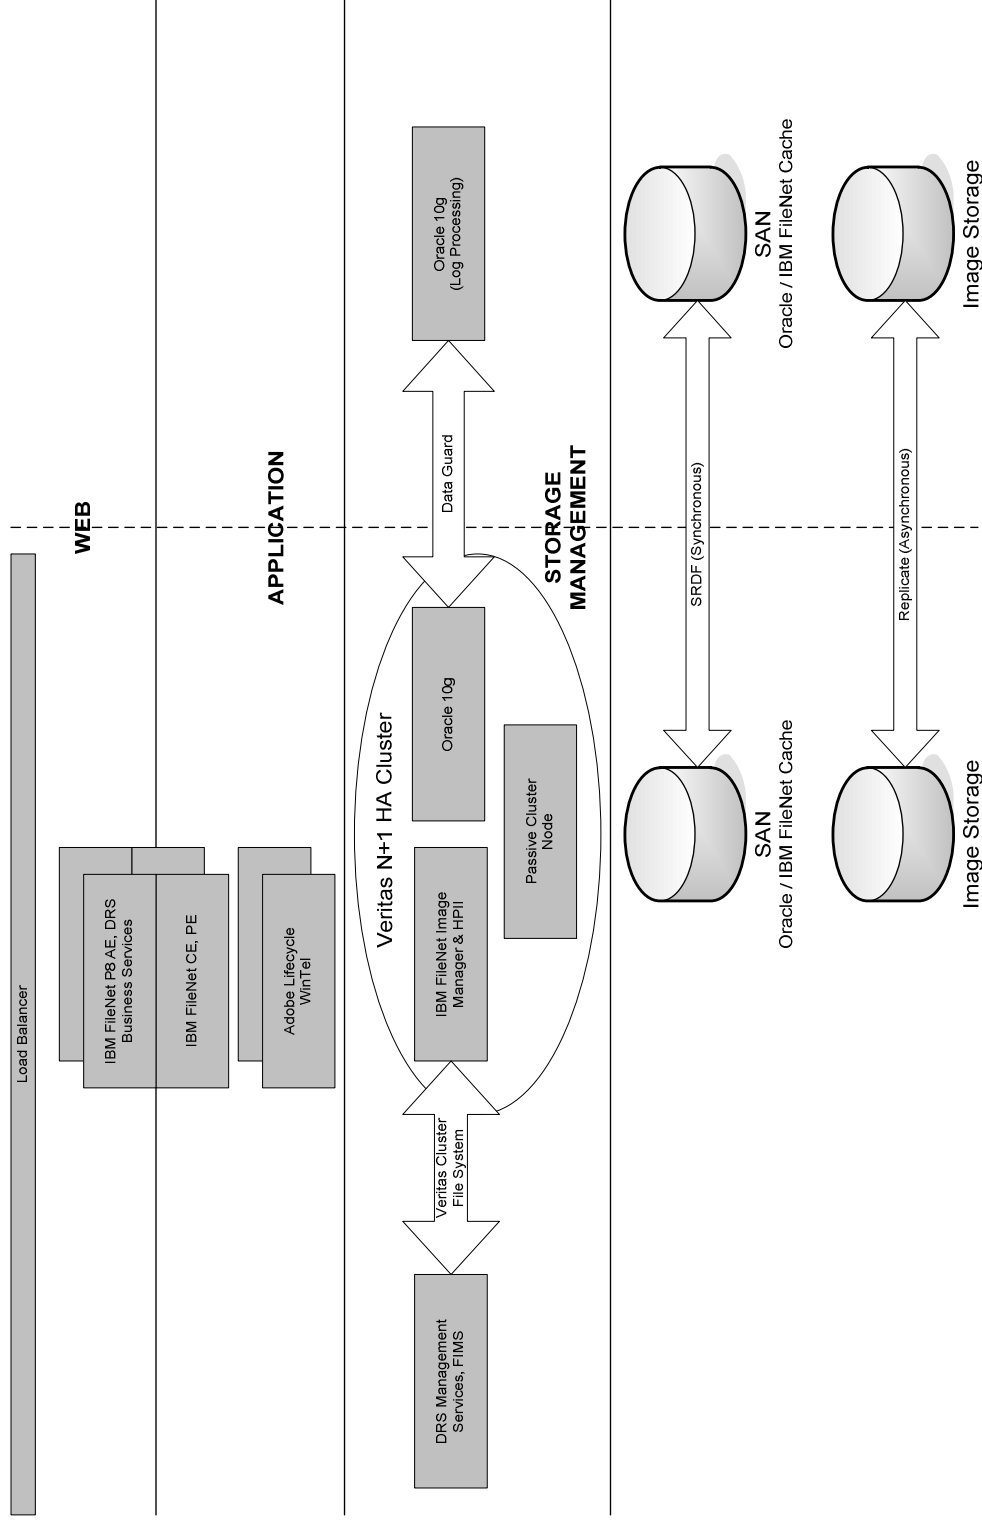 Load Balancer
WEB
IBM FileNet P8 AE, DRS
Business Services
IBM FileNet CE, PE
APPLICATION
Adobe Lifecycle
WinTel
Veritas N+1 HA Cluster
DRS Management
Services, FIMS
Veritas Cluster
File System
IBM FileNet Image
Manager & HPII
Oracle 10g
Data Guard
Oracle 10g
(Log Processing)
Passive Cluster
Node
STORAGE
MANAGEMENT
SRDF (Synchronous)
SAN
Oracle / IBM FileNet Cache
SAN
Oracle / IBM FileNet Cache
Replicate (Asynchronous)
Image Storage
Image Storage